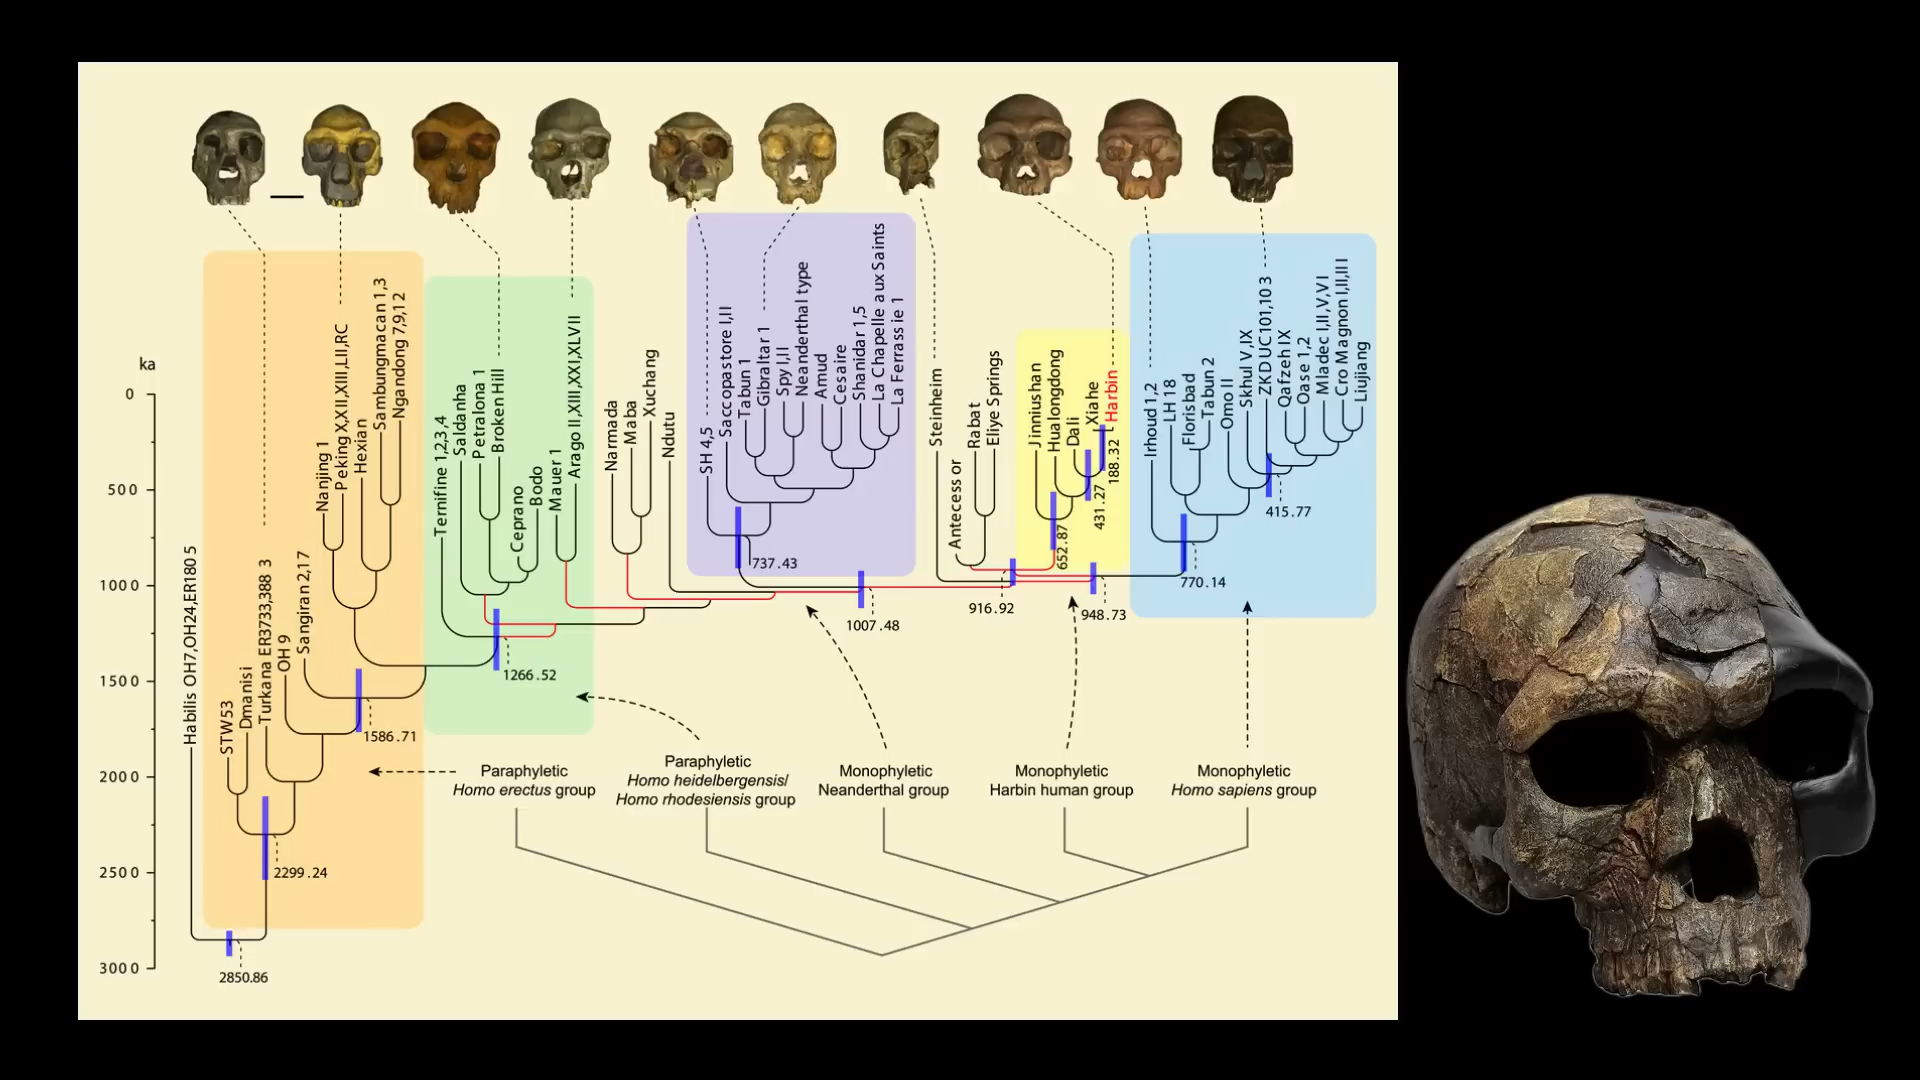 ka
0
500
1000
1500
2000
2500
3000
Habilis OH7,OH24,ER1805
STW53
Dmanisi
Turkana ER3733,3883
OH 9
Sangiran 2,17
Nanjing 1
Peking X,XII,XIII,LII,RC
Hexian
Sambungmacan 1,3
Ngandong 7,9,12
Ternifine 1,2,3,4
Saldanha
Petralona 1
Broken Hill
Ceprano
Bodo
Mauer 1
Arago II,XIII,XXI,XLVII
Narmada
Maba
Xuchang
Ndutu
SH 4,5
Saccopastore I,II
Tabun 1
Gibraltar 1
Spy I,II
Neanderthal type
Amud
Cesaire
Shanidar 1,5
La Chapelle aux Saints
La Ferrassie 1
Steinheim
Antecessor
Rabat
Eliye Springs
Jinniushan
Hualongdong
Dali
Xiahe
Harbin
Irhoud 1,2
LH 18
Florisbad
Tabun 2
Omo II
Skhul V,IX
ZKD UC 101,103
Qafzeh IX
Oase 1,2
Mladec I,II,V,VI
Cro Magnon I,II,III
Liujiang
2850.86
2299.24
1586.71
1266.52
737.43
1007.48
916.92
652.87
431.27
188.32
948.73
770.14
415.77
Paraphyletic
Homo erectus group
Paraphyletic
Homo heidelbergensis/
Homo rhodesiensis group
Monophyletic
Neanderthal group
Monophyletic
Harbin human group
Monophyletic
Homo sapiens group